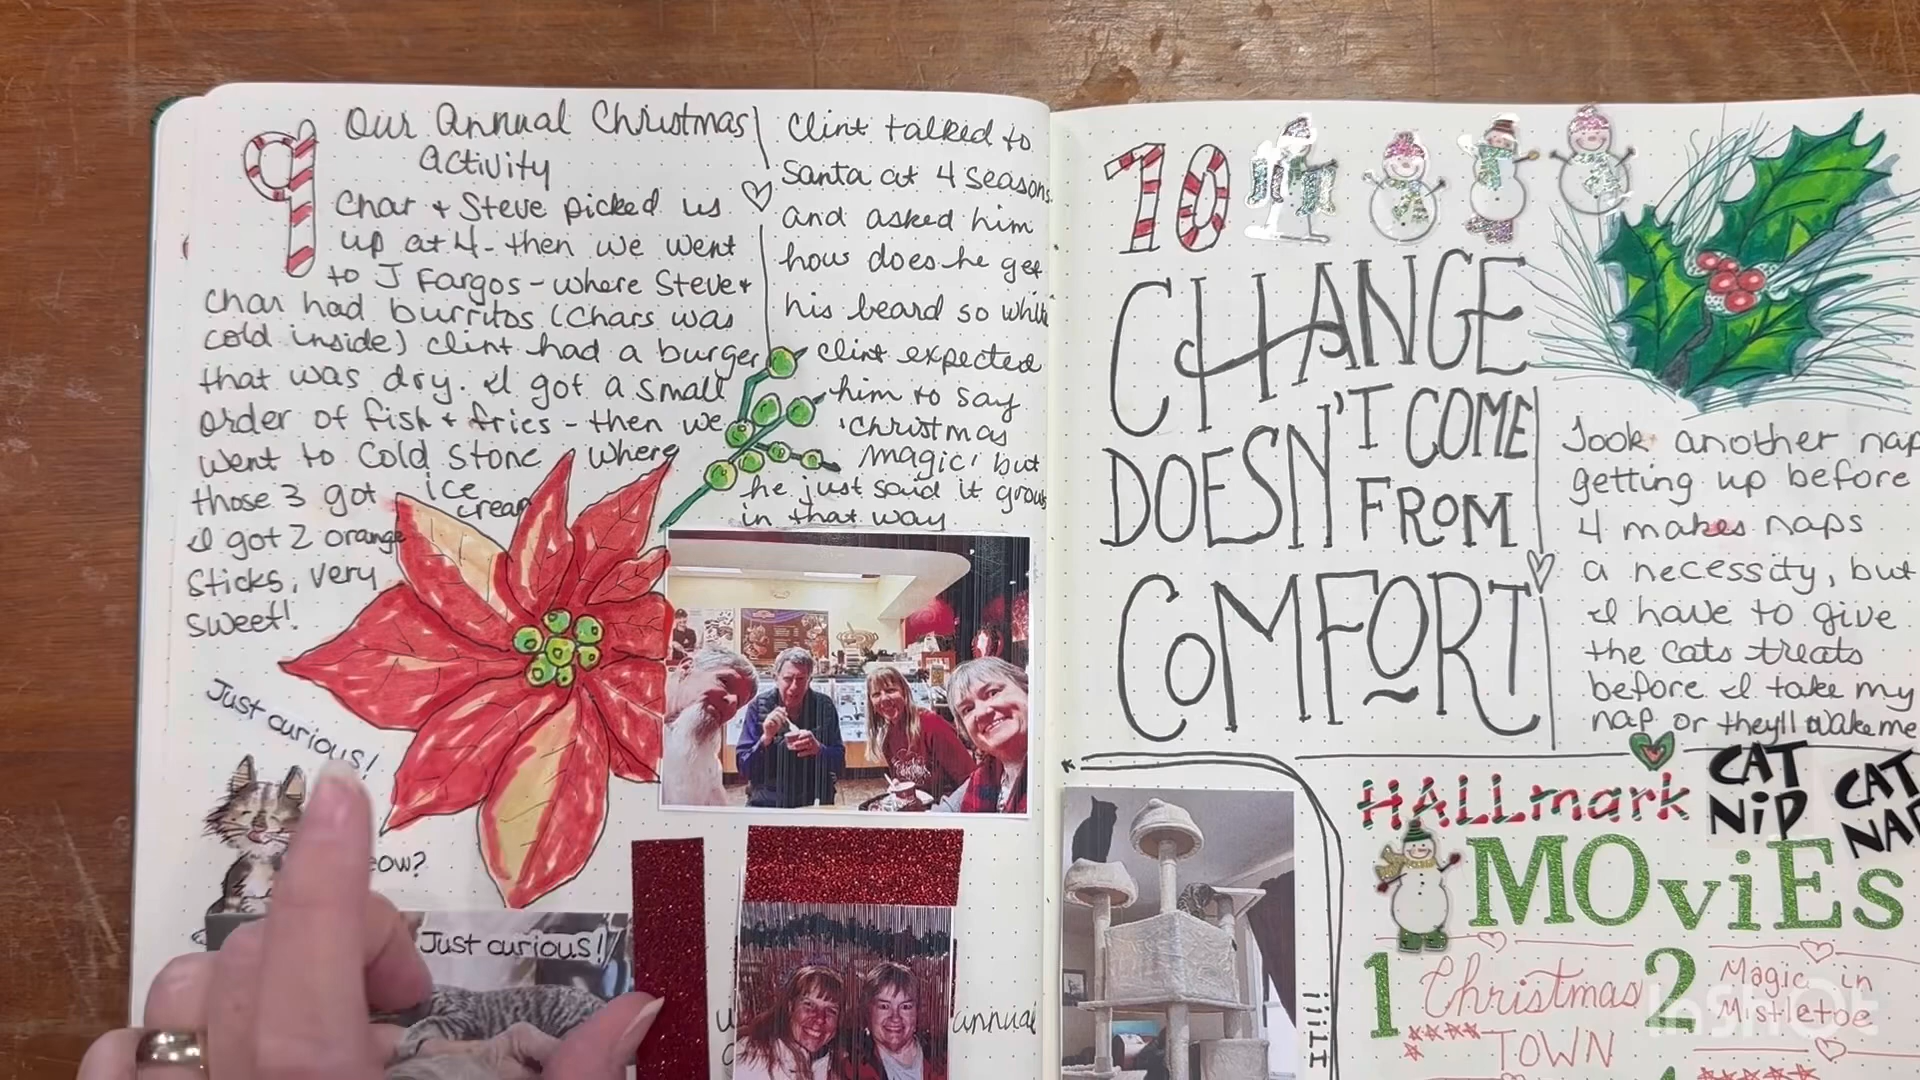 9
Our Annual Christmas
Activity
Char & Steve picked us
up at 4 - then we went
to J Fargos - where Steve &
Char had burritos (Chars was
cold inside) Clint had a burger
that was dry. I got a small
order of fish & fries - then we
went to Cold Stone, where
those 3 got ice
cream
I got 2 orange
sticks, very
sweet!
Clint talked to
Santa at 4 Seasons
and asked him
how does he get
his beard so white
Clint expected
him to say
'Christmas
magic' but
he just said it grows
in that way
Just curious!
eow?
Just curious!
annual
10
CHANGE
DOESN'T COME
FROM
COMFORT
Took another nap
getting up before
4 makes naps
a necessity, but
I have to give
the cats treats
before I take my
nap or they'll wake me
HALLmark
MOviEs
CAT
NiP
CAT
NAP
1 Christmas
TOWN
2 Magic in
Mistletoe
InShOt